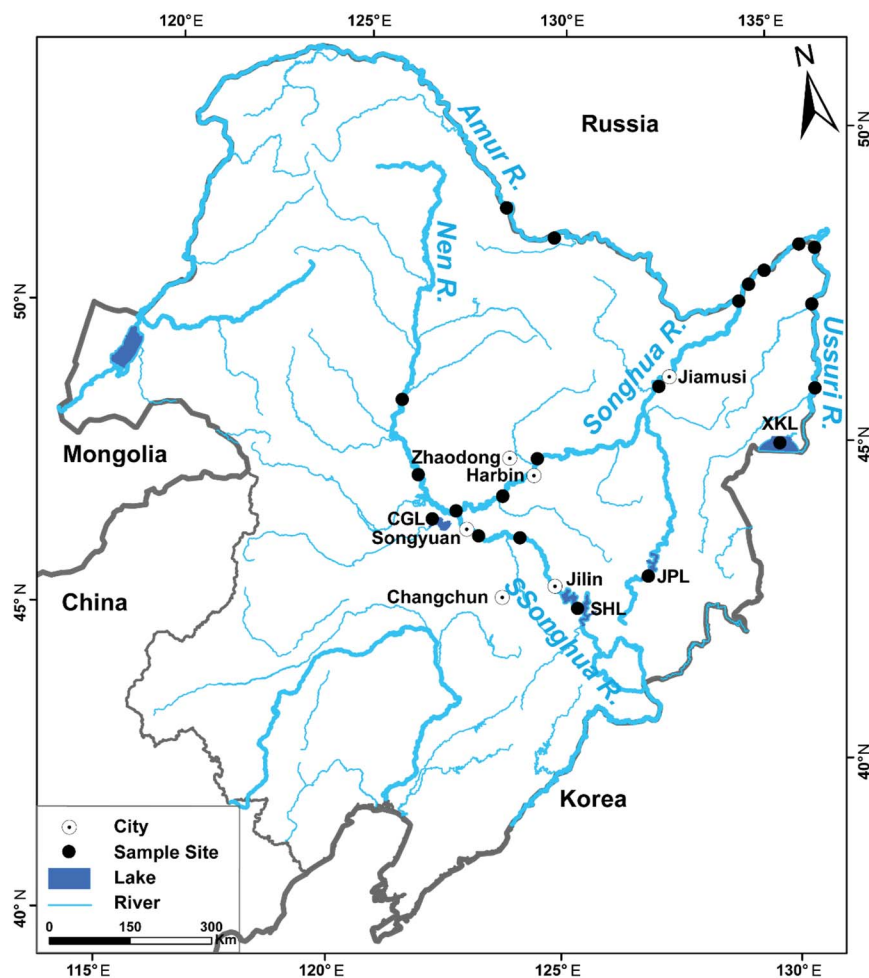 120° E
125° E
130° E
135° E
N
Russia
50° N
Amur R.
Nen R.
50° N
Songhua R.
Ussuri R.
Jiamusi
XKL
45° N
Mongolia
Zhaodong
Harbin
CGL
Songyuan
Jilin
JPL
China
Changchun
SHL
45° N
SSonghua R.
40° N
Korea
City
Sample Site
Lake
River
0 150 300
Km
40° N
115° E
120° E
125° E
130° E